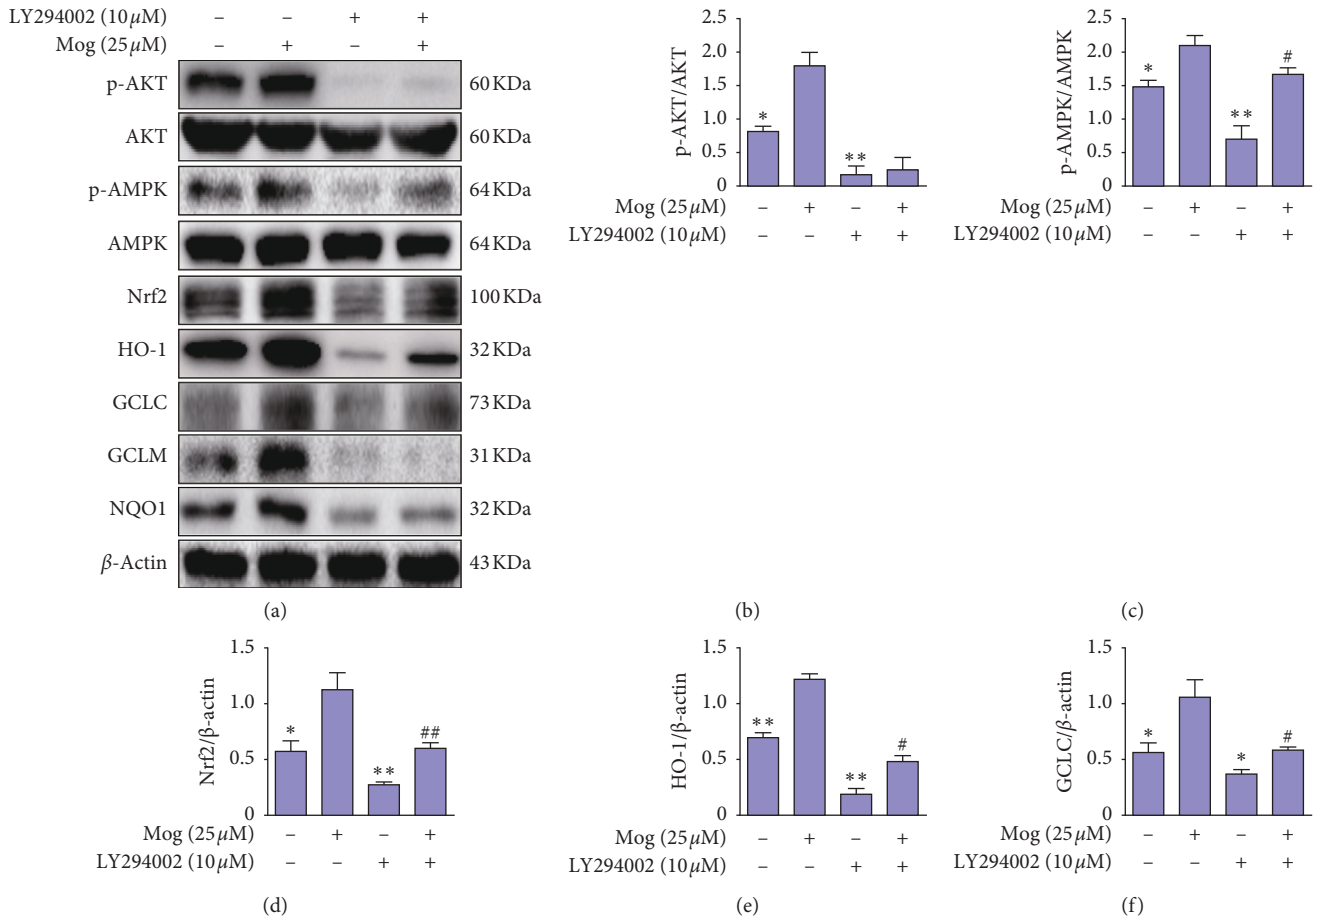 LY294002 (10 μM) – – + +
Mog (25 μM) – + – +
p-AKT 60 KDa
AKT 60 KDa
p-AMPK 64 KDa
AMPK 64 KDa
Nrf2 100 KDa
HO-1 32 KDa
GCLC 73 KDa
GCLM 31 KDa
NQO1 32 KDa
β-Actin 43 KDa
(a)
p-AKT/AKT
2.5
2.0
1.5
1.0
0.5
0
*
**
Mog (25 μM) – + – +
LY294002 (10 μM) – – + +
(b)
p-AMPK/AMPK
2.5
2.0
1.5
1.0
0.5
0
*
**
#
Mog (25 μM) – + – +
LY294002 (10 μM) – – + +
(c)
Nrf2/β-actin
1.5
1.0
0.5
0
*
**
##
Mog (25 μM) – + – +
LY294002 (10 μM) – – + +
(d)
HO-1/β-actin
1.5
1.0
0.5
0
**
**
#
Mog (25 μM) – + – +
LY294002 (10 μM) – – + +
(e)
GCLC/β-actin
1.5
1.0
0.5
0
*
*
#
Mog (25 μM) – + – +
LY294002 (10 μM) – – + +
(f)